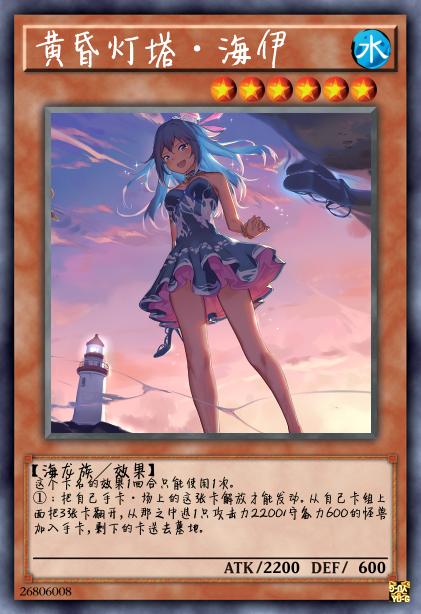 黄昏灯塔·海伊
水
【海龙族／效果】
这个卡名的效果1回合只能使用1次。
①：把自己手卡·场上的这张卡解放才能发动。从自己卡组上
面把3张卡翻开，从那之中选1只攻击力2200/守备力600的怪兽
加入手卡，剩下的卡送去墓地。
ATK/2200 DEF/ 600
26806008